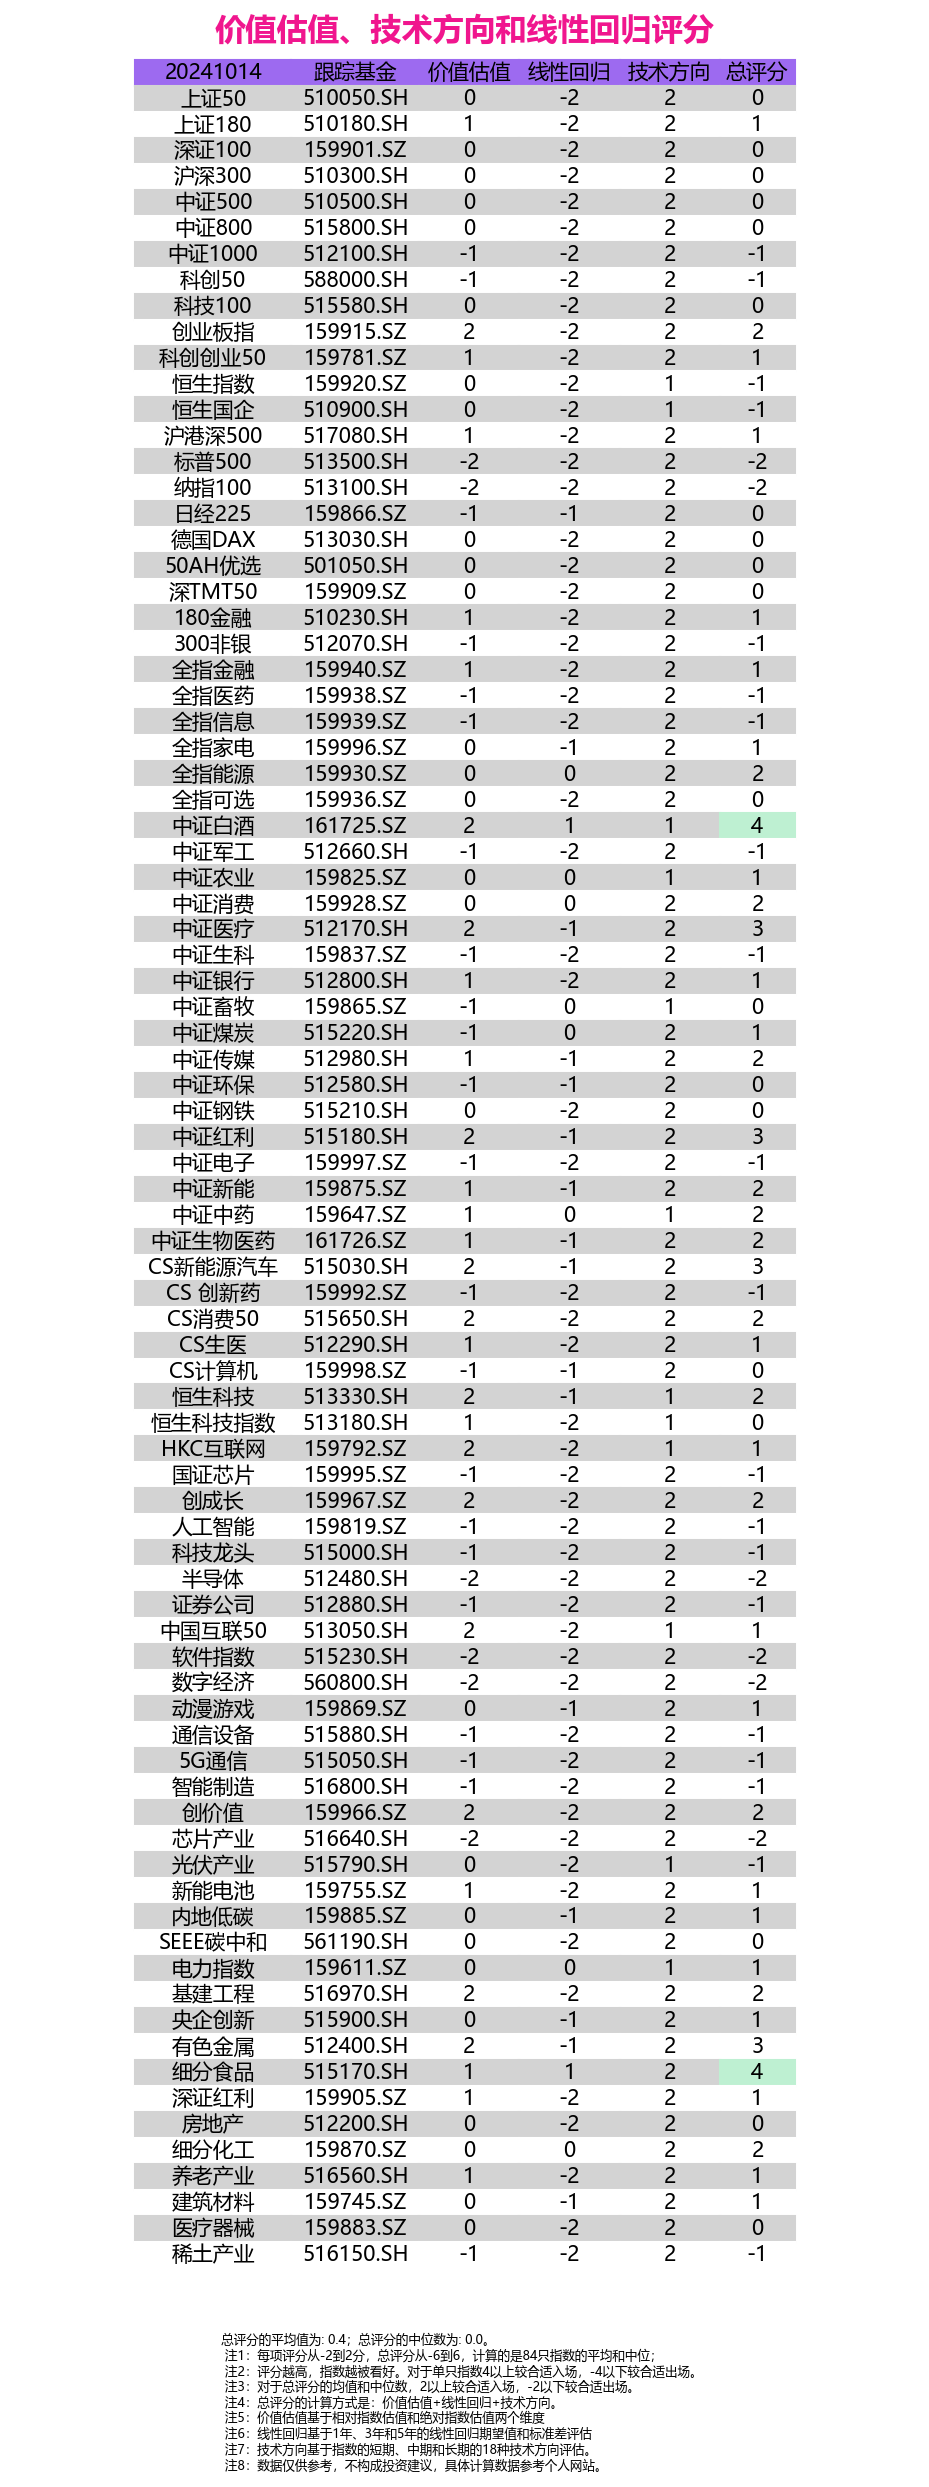 价值估值、技术方向和线性回归评分
20241014 跟踪基金 价值估值 线性回归 技术方向 总评分
上证50 510050.SH 0 -2 2 0
上证180 510180.SH 1 -2 2 1
深证100 159901.SZ 0 -2 2 0
沪深300 510300.SH 0 -2 2 0
中证500 510500.SH 0 -2 2 0
中证800 515800.SH 0 -2 2 0
中证1000 512100.SH -1 -2 2 -1
科创50 588000.SH -1 -2 2 -1
科技100 515580.SH 0 -2 2 0
创业板指 159915.SZ 2 -2 2 2
科创创业50 159781.SZ 1 -2 2 1
恒生指数 159920.SZ 0 -2 1 -1
恒生国企 510900.SH 0 -2 1 -1
沪港深500 517080.SH 1 -2 2 1
标普500 513500.SH -2 -2 2 -2
纳指100 513100.SH -2 -2 2 -2
日经225 159866.SZ -1 -1 2 0
德国DAX 513030.SH 0 -2 2 0
50AH优选 501050.SH 0 -2 2 0
深TMT50 159909.SZ 0 -2 2 0
180金融 510230.SH 1 -2 2 1
300非银 512070.SH -1 -2 2 -1
全指金融 159940.SZ 1 -2 2 1
全指医药 159938.SZ -1 -2 2 -1
全指信息 159939.SZ -1 -2 2 -1
全指家电 159996.SZ 0 -1 2 1
全指能源 159930.SZ 0 0 2 2
全指可选 159936.SZ 0 -2 2 0
中证白酒 161725.SZ 2 1 1 4
中证军工 512660.SH -1 -2 2 -1
中证农业 159825.SZ 0 0 1 1
中证消费 159928.SZ 0 0 2 2
中证医疗 512170.SH 2 -1 2 3
中证生科 159837.SZ -1 -2 2 -1
中证银行 512800.SH 1 -2 2 1
中证畜牧 159865.SZ -1 0 1 0
中证煤炭 515220.SH -1 0 2 1
中证传媒 512980.SH 1 -1 2 2
中证环保 512580.SH -1 -1 2 0
中证钢铁 515210.SH 0 -2 2 0
中证红利 515180.SH 2 -1 2 3
中证电子 159997.SZ -1 -2 2 -1
中证新能 159875.SZ 1 -1 2 2
中证中药 159647.SZ 1 0 1 2
中证生物医药 161726.SZ 1 -1 2 2
CS新能源汽车 515030.SH 2 -1 2 3
CS 创新药 159992.SZ -1 -2 2 -1
CS消费50 515650.SH 2 -2 2 2
CS生医 512290.SH 1 -2 2 1
CS计算机 159998.SZ -1 -1 2 0
恒生科技 513330.SH 2 -1 1 2
恒生科技指数 513180.SH 1 -2 1 0
HKC互联网 159792.SZ 2 -2 1 1
国证芯片 159995.SZ -1 -2 2 -1
创成长 159967.SZ 2 -2 2 2
人工智能 159819.SZ -1 -2 2 -1
科技龙头 515000.SH -1 -2 2 -1
半导体 512480.SH -2 -2 2 -2
证券公司 512880.SH -1 -2 2 -1
中国互联50 513050.SH 2 -2 1 1
软件指数 515230.SH -2 -2 2 -2
数字经济 560800.SH -2 -2 2 -2
动漫游戏 159869.SZ 0 -1 2 1
通信设备 515880.SH -1 -2 2 -1
5G通信 515050.SH -1 -2 2 -1
智能制造 516800.SH -1 -2 2 -1
创价值 159966.SZ 2 -2 2 2
芯片产业 516640.SH -2 -2 2 -2
光伏产业 515790.SH 0 -2 1 -1
新能电池 159755.SZ 1 -2 2 1
内地低碳 159885.SZ 0 -1 2 1
SEEE碳中和 561190.SH 0 -2 2 0
电力指数 159611.SZ 0 0 1 1
基建工程 516970.SH 2 -2 2 2
央企创新 515900.SH 0 -1 2 1
有色金属 512400.SH 2 -1 2 3
细分食品 515170.SH 1 1 2 4
深证红利 159905.SZ 1 -2 2 1
房地产 512200.SH 0 -2 2 0
细分化工 159870.SZ 0 0 2 2
养老产业 516560.SH 1 -2 2 1
建筑材料 159745.SZ 0 -1 2 1
医疗器械 159883.SZ 0 -2 2 0
稀土产业 516150.SH -1 -2 2 -1
总评分的平均值为: 0.4；总评分的中位数为: 0.0。
注1：每项评分从-2到2分，总评分从-6到6，计算的是84只指数的平均和中位；
注2：评分越高，指数越被看好。对于单只指数4以上较合适入场，-4以下较合适出场。
注3：对于总评分的均值和中位数，2以上较合适入场，-2以下较合适出场。
注4：总评分的计算方式是：价值估值+线性回归+技术方向。
注5：价值估值基于相对指数估值和绝对指数估值两个维度
注6：线性回归基于1年、3年和5年的线性回归期望值和标准差评估
注7：技术方向基于指数的短期、中期和长期的18种技术方向评估。
注8：数据仅供参考，不构成投资建议，具体计算数据参考个人网站。